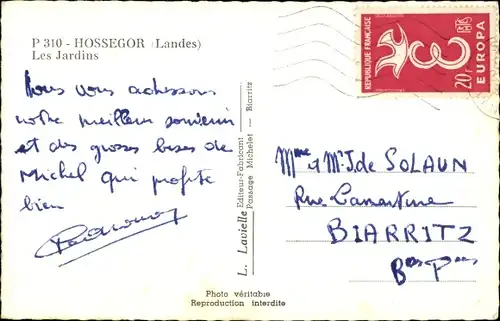 P 310 - HOSSEGOR (Landes)
Les Jardins
Nous vous adressons
notre meilleur souvenir
et des grosses bises de
Michel qui profite
bien
L. Lavielle Editeur-Fabricant
Passage Michelet - Biarritz
Photo véritable
Reproduction interdite
REPUBLIQUE FRANÇAISE
20F
EUROPA
Mme et Mr J. de SOLAUN
Rue Lamartine
BIARRITZ
Bses Pses